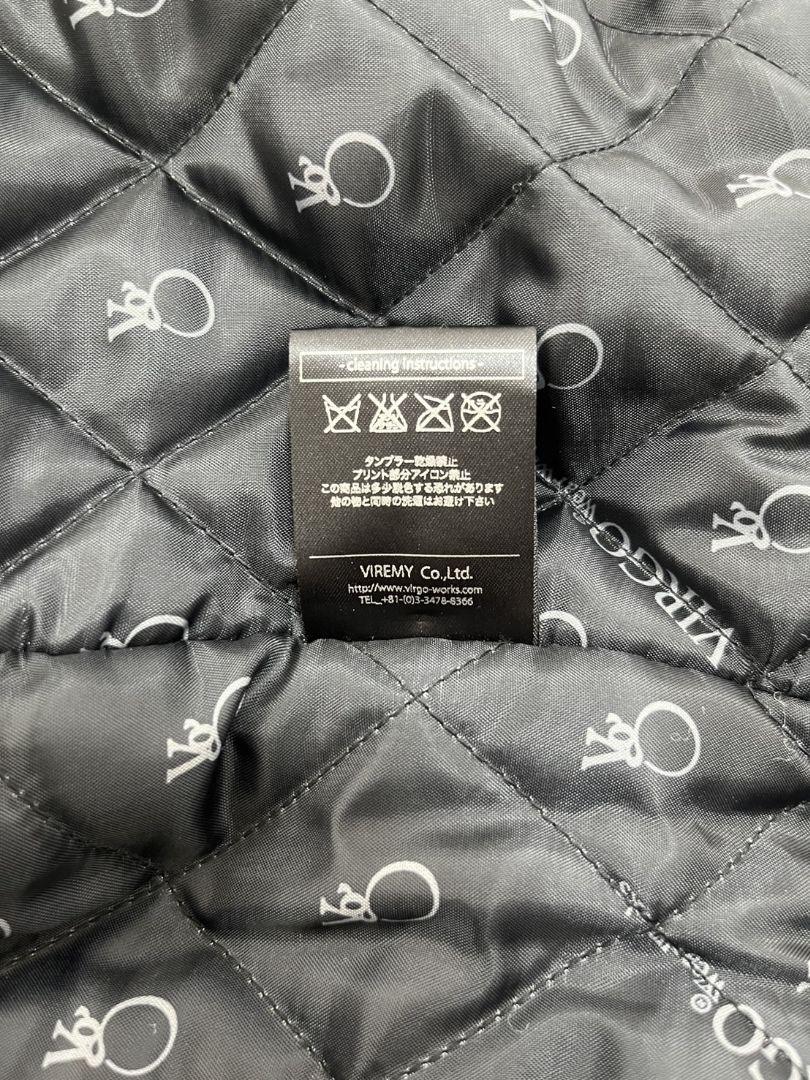 -cleaning instructions-
タンブラー乾燥禁止
プリント部分アイロン禁止
この商品は多少脱色する恐れがあります
他の物と同時の洗濯はお避け下さい
VIREMY Co.,Ltd.
http://www.virgo-works.com
TEL_+81-(0)3-3478-8366
VIRGO